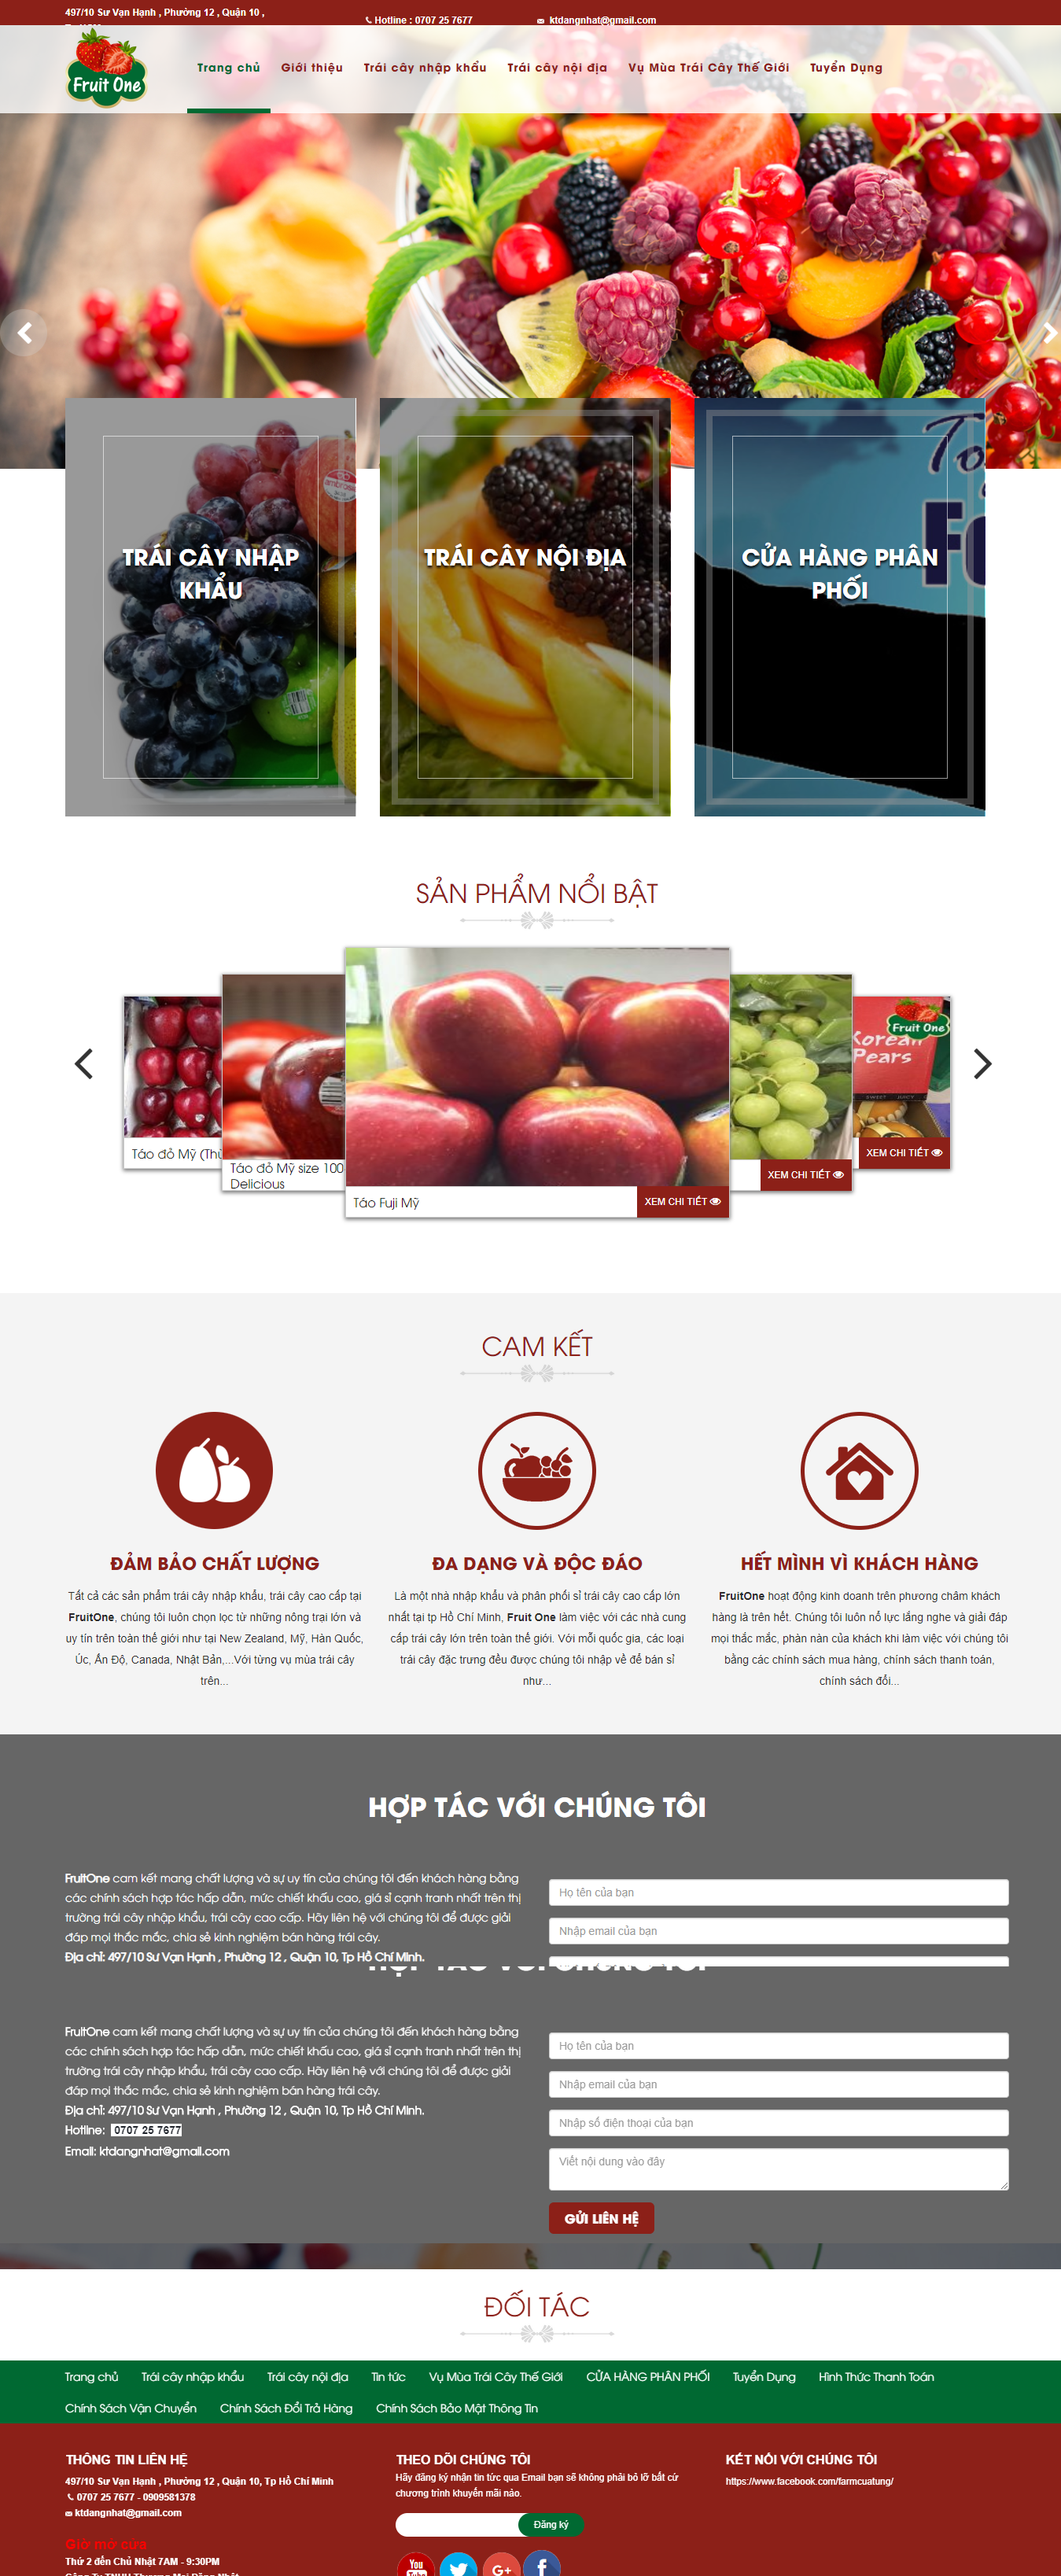 497/10 Sư Vạn Hạnh , Phường 12 , Quận 10 ,
Hotline : 0707 25 7677
ktdangnhat@gmail.com
Fruit One
Trang chủ
Giới thiệu
Trái cây nhập khẩu
Trái cây nội địa
Vụ Mùa Trái Cây Thế Giới
Tuyển Dụng
ambrosia
TRÁI CÂY NHẬP
KHẨU
TRÁI CÂY NỘI ĐỊA
CỬA HÀNG PHÂN
PHỐI
SẢN PHẨM NỔI BẬT
Fruit One
Korean
Pears
SWEET JUICY
Táo đỏ Mỹ (Thù
XEM CHI TIẾT
Táo đỏ Mỹ size 100
Delicious
XEM CHI TIẾT
Táo Fuji Mỹ
XEM CHI TIẾT
CAM KẾT
ĐẢM BẢO CHẤT LƯỢNG
Tất cả các sản phẩm trái cây nhập khẩu, trái cây cao cấp tại
FruitOne, chúng tôi luôn chọn lọc từ những nông trại lớn và
uy tín trên toàn thế giới như tại New Zealand, Mỹ, Hàn Quốc,
Úc, Ấn Độ, Canada, Nhật Bản,...Với từng vụ mùa trái cây
trên...
ĐA DẠNG VÀ ĐỘC ĐÁO
Là một nhà nhập khẩu và phân phối sỉ trái cây cao cấp lớn
nhất tại tp Hồ Chí Minh, Fruit One làm việc với các nhà cung
cấp trái cây lớn trên toàn thế giới. Với mỗi quốc gia, các loại
trái cây đặc trưng đều được chúng tôi nhập về để bán sỉ
như...
HẾT MÌNH VÌ KHÁCH HÀNG
FruitOne hoạt động kinh doanh trên phương châm khách
hàng là trên hết. Chúng tôi luôn nổ lực lắng nghe và giải đáp
mọi thắc mắc, phàn nàn của khách khi làm việc với chúng tôi
bằng các chính sách mua hàng, chính sách thanh toán,
chính sách đổi...
HỢP TÁC VỚI CHÚNG TÔI
FruitOne cam kết mang chất lượng và sự uy tín của chúng tôi đến khách hàng bằng
các chính sách hợp tác hấp dẫn, mức chiết khấu cao, giá sỉ cạnh tranh nhất trên thị
trường trái cây nhập khẩu, trái cây cao cấp. Hãy liên hệ với chúng tôi để được giải
đáp mọi thắc mắc, chia sẻ kinh nghiệm bán hàng trái cây.
Địa chỉ: 497/10 Sư Vạn Hạnh , Phường 12 , Quận 10, Tp Hồ Chí Minh.
Họ tên của bạn
Nhập email của bạn
HỢP TÁC VỚI CHÚNG TÔI
FruitOne cam kết mang chất lượng và sự uy tín của chúng tôi đến khách hàng bằng
các chính sách hợp tác hấp dẫn, mức chiết khấu cao, giá sỉ cạnh tranh nhất trên thị
trường trái cây nhập khẩu, trái cây cao cấp. Hãy liên hệ với chúng tôi để được giải
đáp mọi thắc mắc, chia sẻ kinh nghiệm bán hàng trái cây.
Địa chỉ: 497/10 Sư Vạn Hạnh , Phường 12 , Quận 10, Tp Hồ Chí Minh.
Hotline: 0707 25 7677
Email: ktdangnhat@gmail.com
Họ tên của bạn
Nhập email của bạn
Nhập số điện thoại của bạn
Viết nội dung vào đây
GỬI LIÊN HỆ
ĐỐI TÁC
Trang chủ
Trái cây nhập khẩu
Trái cây nội địa
Tin tức
Vụ Mùa Trái Cây Thế Giới
CỬA HÀNG PHÂN PHỐI
Tuyển Dụng
Hình Thức Thanh Toán
Chính Sách Vận Chuyển
Chính Sách Đổi Trả Hàng
Chính Sách Bảo Mật Thông Tin
THÔNG TIN LIÊN HỆ
497/10 Sư Vạn Hạnh , Phường 12 , Quận 10, Tp Hồ Chí Minh
0707 25 7677 - 0909581378
ktdangnhat@gmail.com
Giờ mở cửa
Thứ 2 đến Chủ Nhật 7AM - 9:30PM
Công Ty TNHH Thương Mại Đăng Nhật
THEO DÕI CHÚNG TÔI
Hãy đăng ký nhận tin tức qua Email bạn sẽ không phải bỏ lỡ bất cứ
chương trình khuyến mãi nào.
Đăng ký
You
Tube
G+
f
KẾT NỐI VỚI CHÚNG TÔI
https://www.facebook.com/farmcuatung/